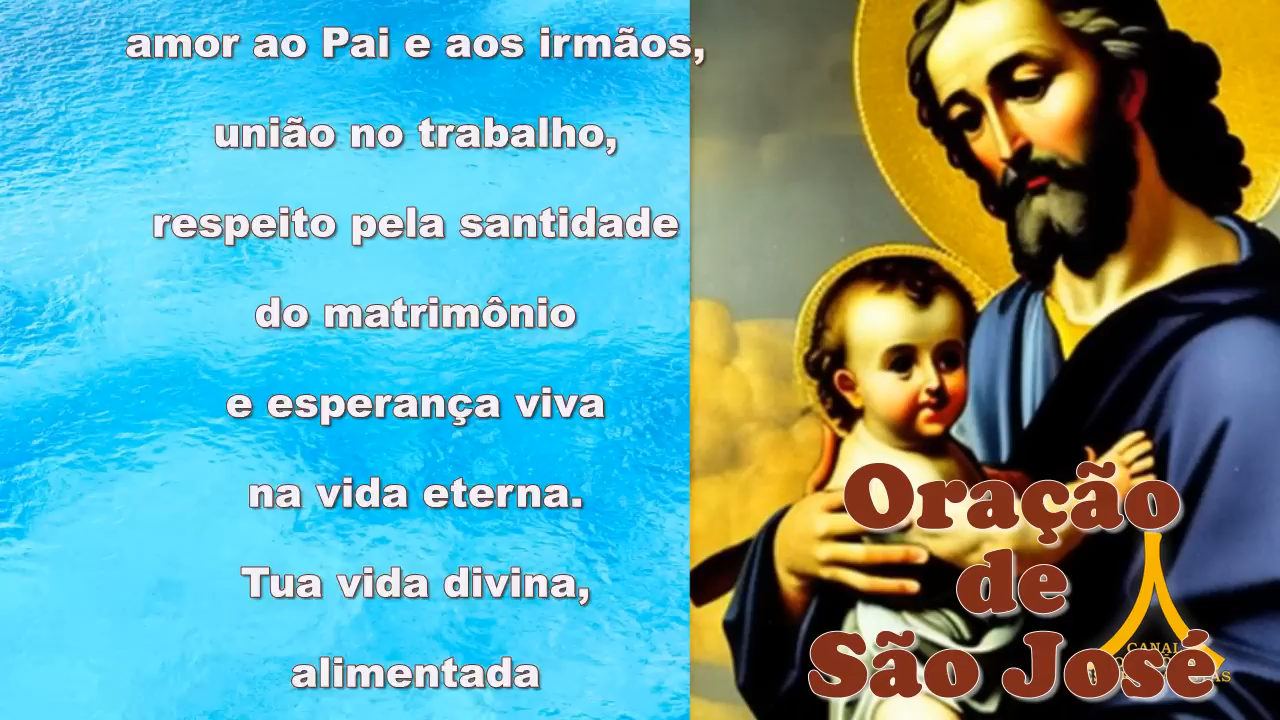 amor ao Pai e aos irmãos,
união no trabalho,
respeito pela santidade
do matrimônio
e esperança viva
na vida eterna.
Tua vida divina,
alimentada
Oração
de
São José
CANAL